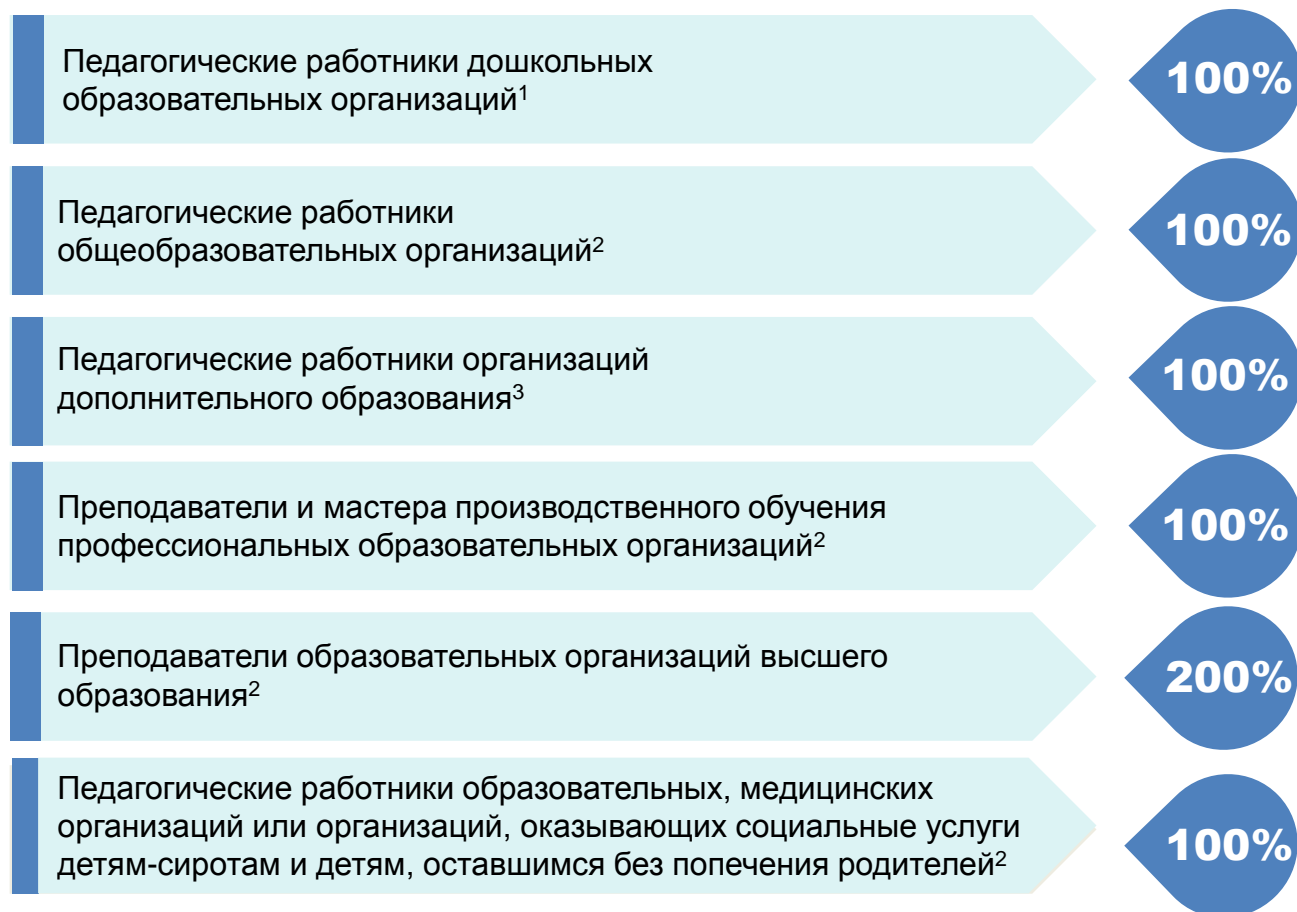 Педагогические работники дошкольных
образовательных организаций¹
100%
Педагогические работники
общеобразовательных организаций²
100%
Педагогические работники организаций
дополнительного образования³
100%
Преподаватели и мастера производственного обучения
профессиональных образовательных организаций²
100%
Преподаватели образовательных организаций высшего
образования²
200%
Педагогические работники образовательных, медицинских
организаций или организаций, оказывающих социальные услуги
детям-сиротам и детям, оставшимся без попечения родителей²
100%